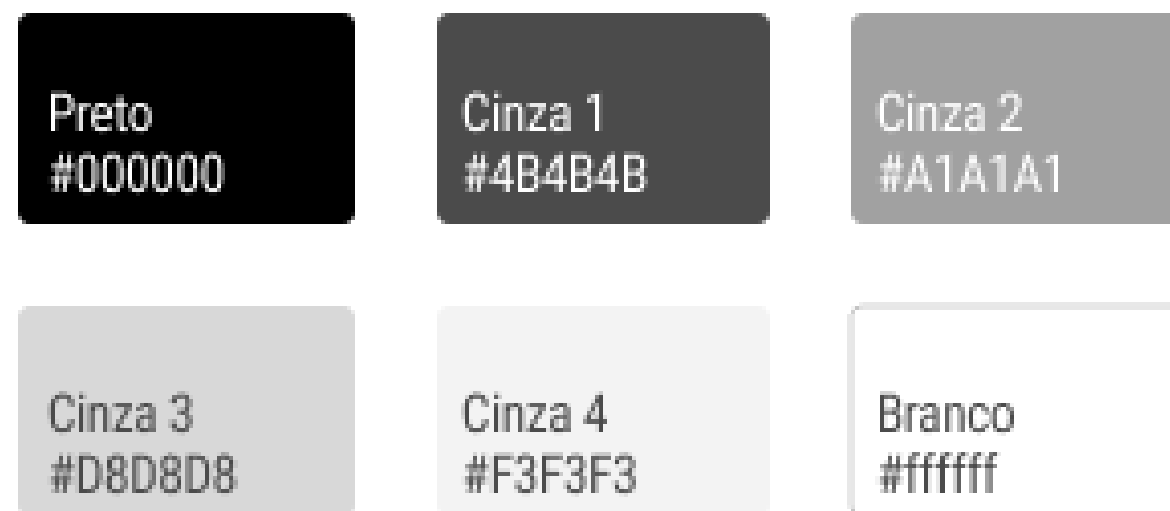 Preto
#000000
Cinza 1
#4B4B4B
Cinza 2
#A1A1A1
Cinza 3
#D8D8D8
Cinza 4
#F3F3F3
Branco
#ffffff